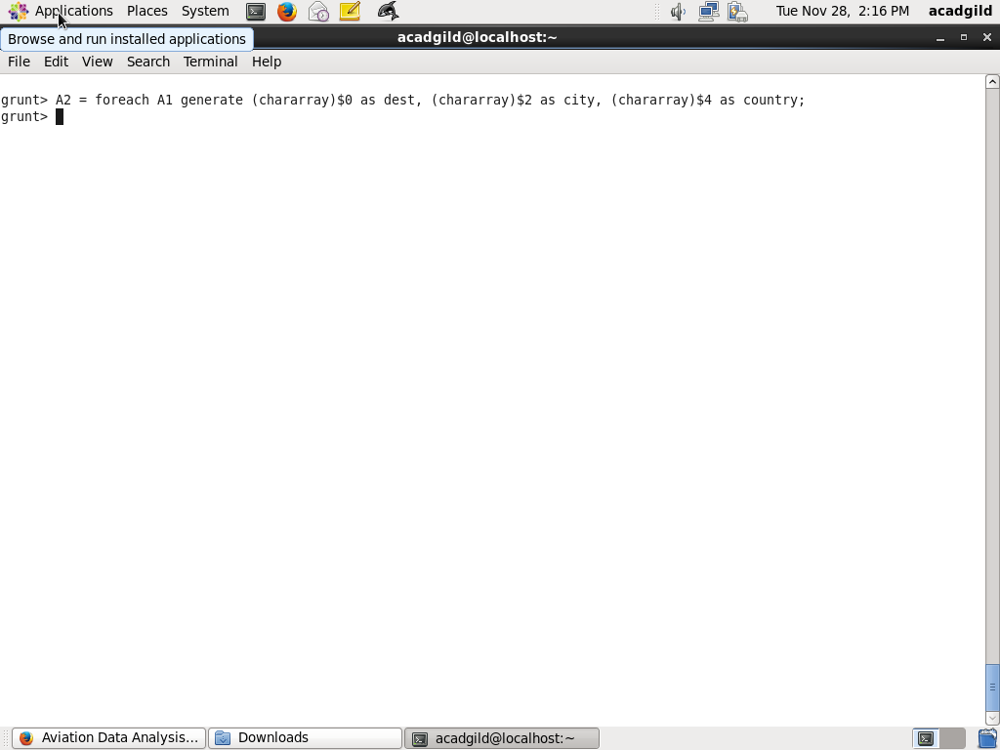 Applications Places System Tue Nov 28, 2:16 PM acadgild
Browse and run installed applications
acadgild@localhost:~
File Edit View Search Terminal Help
grunt> A2 = foreach A1 generate (chararray)$0 as dest, (chararray)$2 as city, (chararray)$4 as country;
grunt>
Aviation Data Analysis... Downloads acadgild@localhost:~